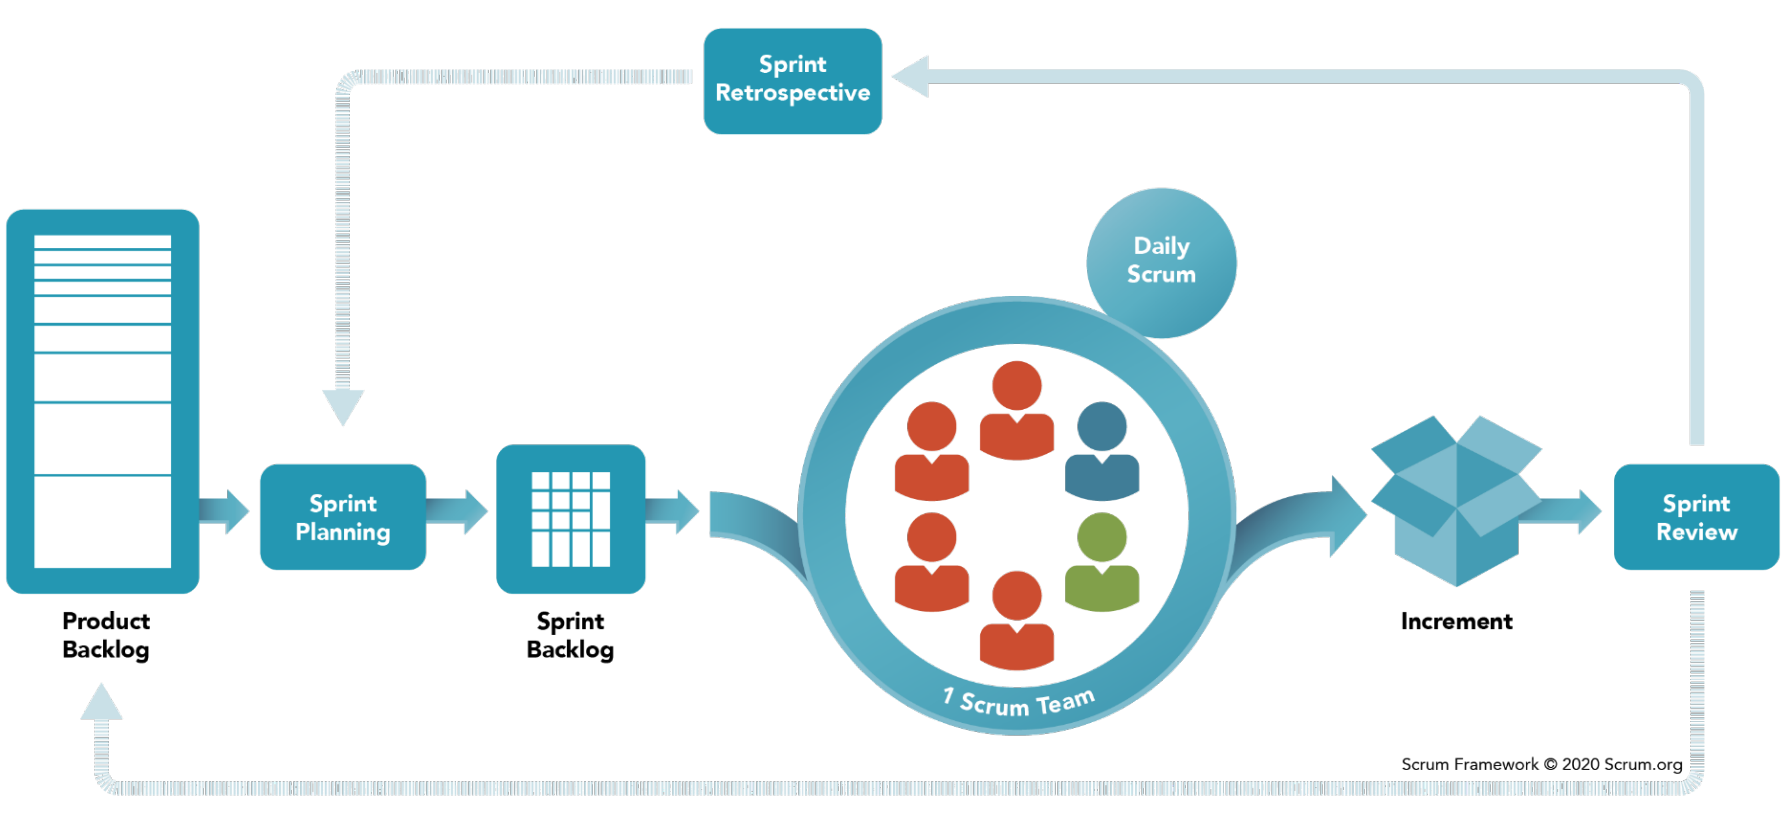 Sprint
Retrospective
Daily
Scrum
Sprint
Planning
Sprint
Review
Product
Backlog
Sprint
Backlog
Increment
1 Scrum Team
Scrum Framework © 2020 Scrum.org